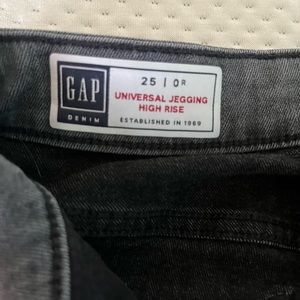 GAP
DENIM
25 | 0R
UNIVERSAL JEGGING
HIGH RISE
ESTABLISHED IN 1969